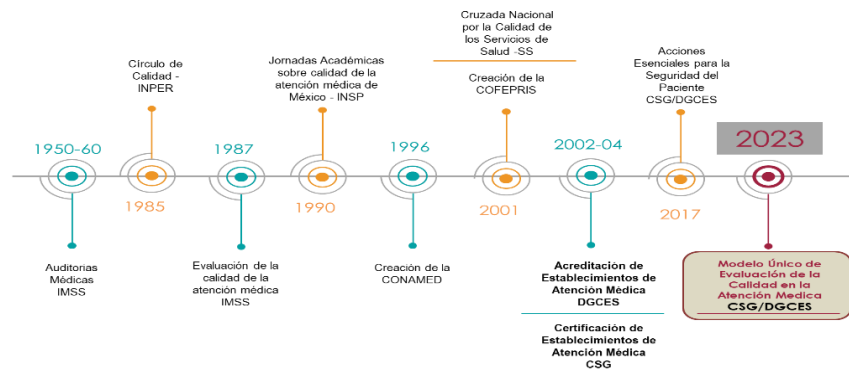 1950-60
Auditorias
Médicas
IMSS
Círculo de
Calidad -
INPER
1985
1987
Evaluación de la
calidad de la
atención médica
IMSS
Jornadas Académicas
sobre calidad de la
atención médica de
México - INSP
1990
1996
Creación de la
CONAMED
Cruzada Nacional
por la Calidad de
los Servicios de
Salud -SS
Creación de la
COFEPRIS
2001
2002-04
Acreditación de
Establecimientos de
Atención Médica
DGCES
Certificación de
Establecimientos de
Atención Médica
CSG
Acciones
Esenciales para la
Seguridad del
Paciente
CSG/DGCES
2017
2023
Modelo Único de
Evaluación de la
Calidad en la
Atención Medica
CSG/DGCES